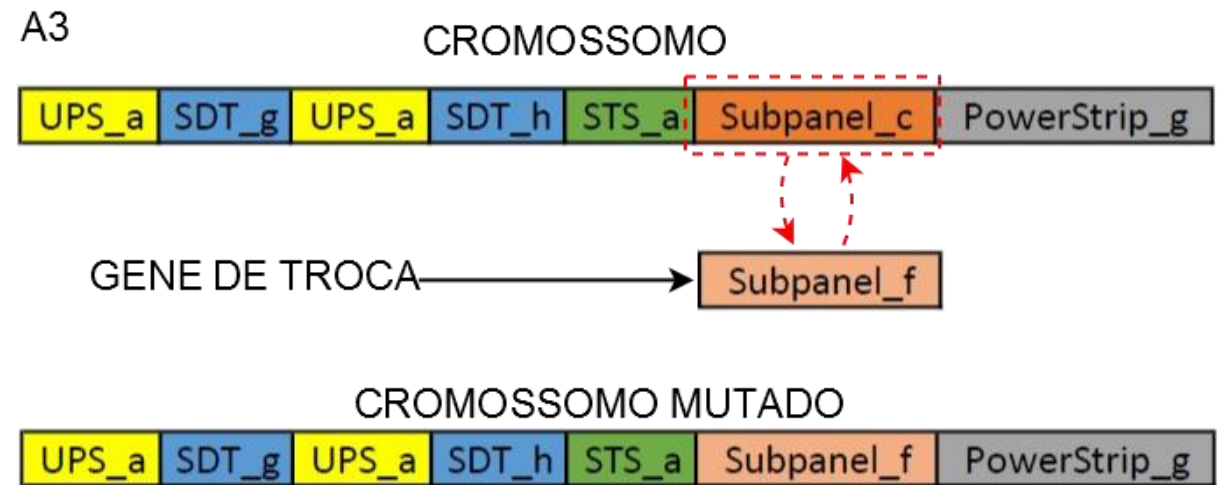 A3
CROMOSSOMO
UPS_a SDT_g UPS_a SDT_h STS_a Subpanel_c PowerStrip_g
GENE DE TROCA Subpanel_f
CROMOSSOMO MUTADO
UPS_a SDT_g UPS_a SDT_h STS_a Subpanel_f PowerStrip_g